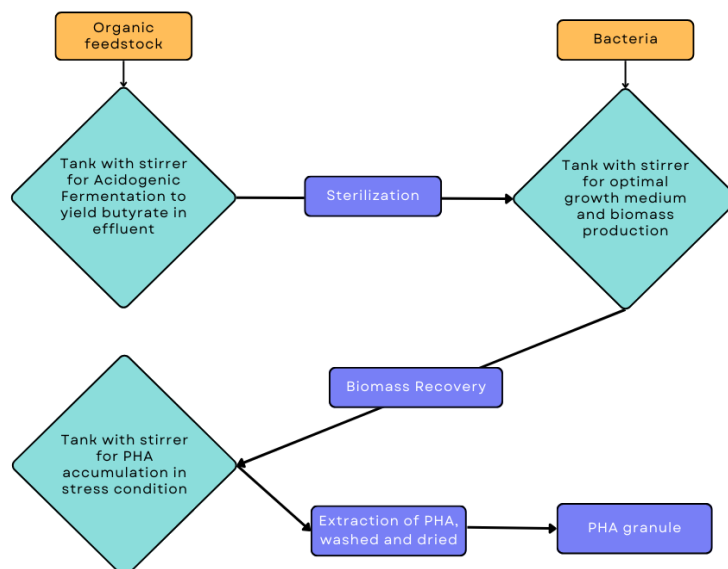 Organic
feedstock
Bacteria
Tank with stirrer
for Acidogenic
Fermentation to
yield butyrate in
effluent
Sterilization
Tank with stirrer
for optimal
growth medium
and biomass
production
Biomass Recovery
Tank with stirrer
for PHA
accumulation in
stress condition
Extraction of PHA,
washed and dried
PHA granule